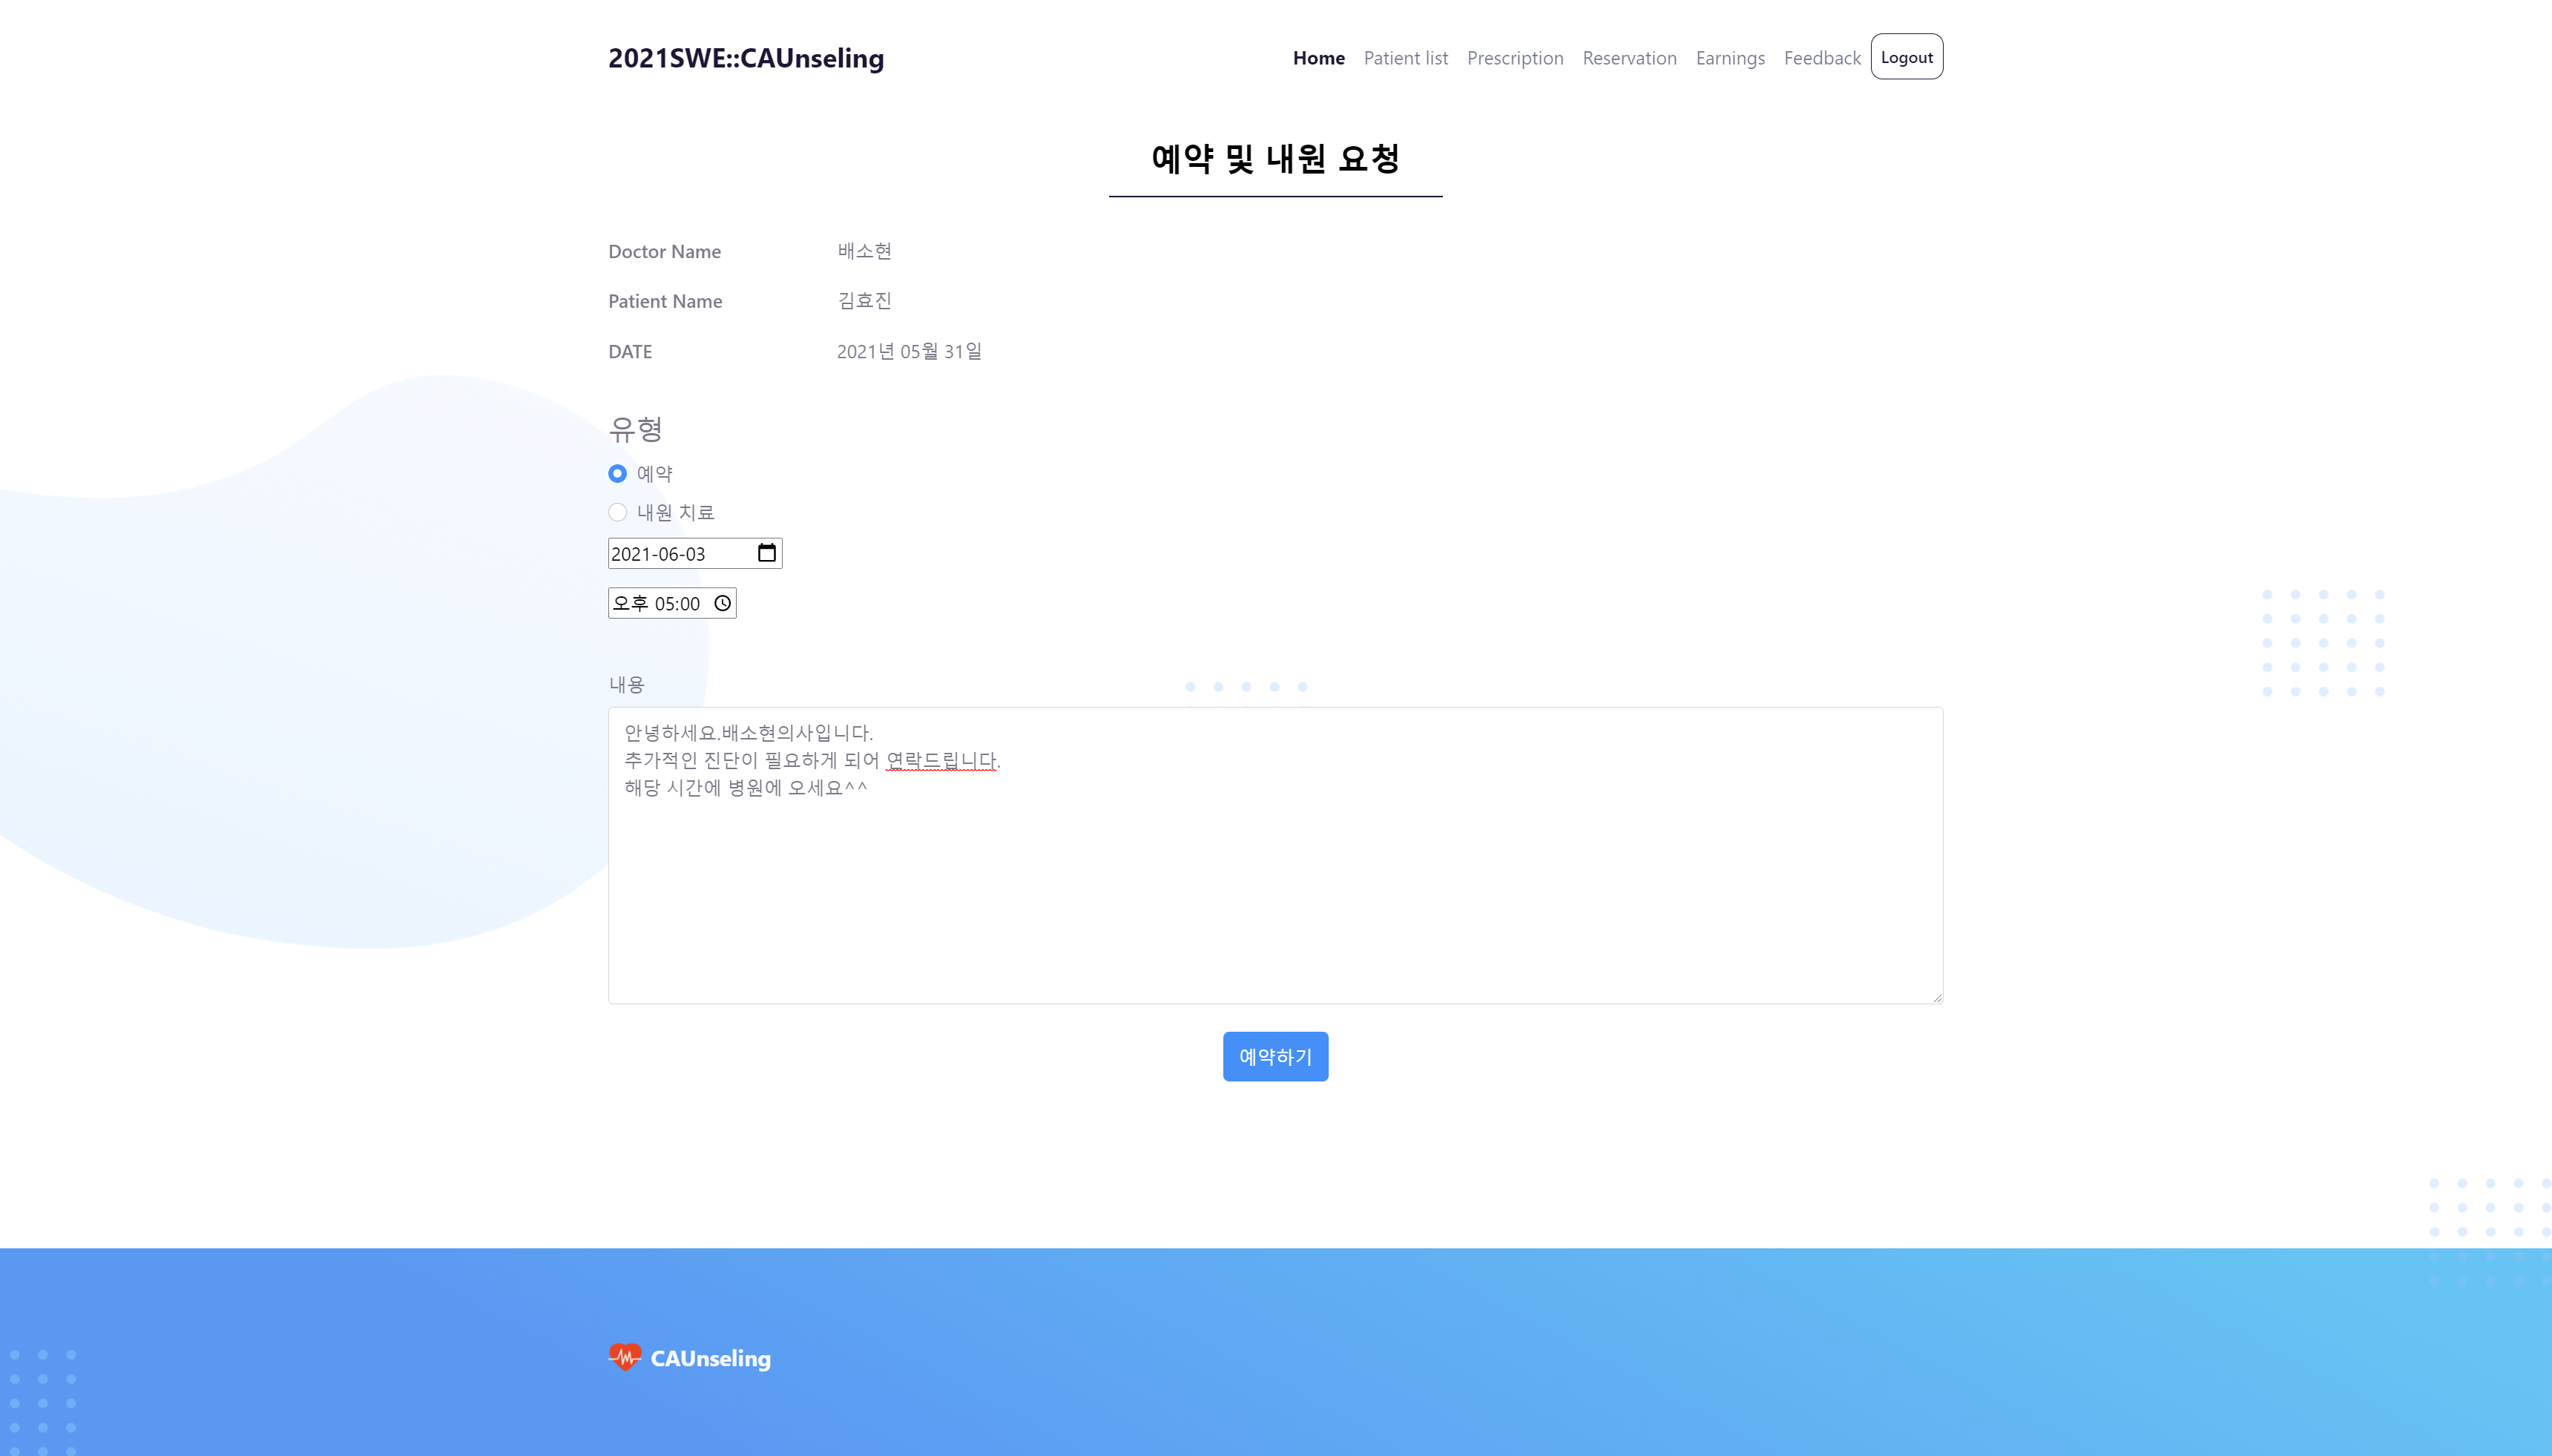 2021SWE::CAUnseling
Home Patient list Prescription Reservation Earnings Feedback Logout
예약 및 내원 요청
Doctor Name 배소현
Patient Name 김효진
DATE 2021년 05월 31일
유형
예약
내원 치료
2021-06-03
오후 05:00
내용
안녕하세요.배소현의사입니다.
추가적인 진단이 필요하게 되어 연락드립니다.
해당 시간에 병원에 오세요^^
예약하기
CAUnseling